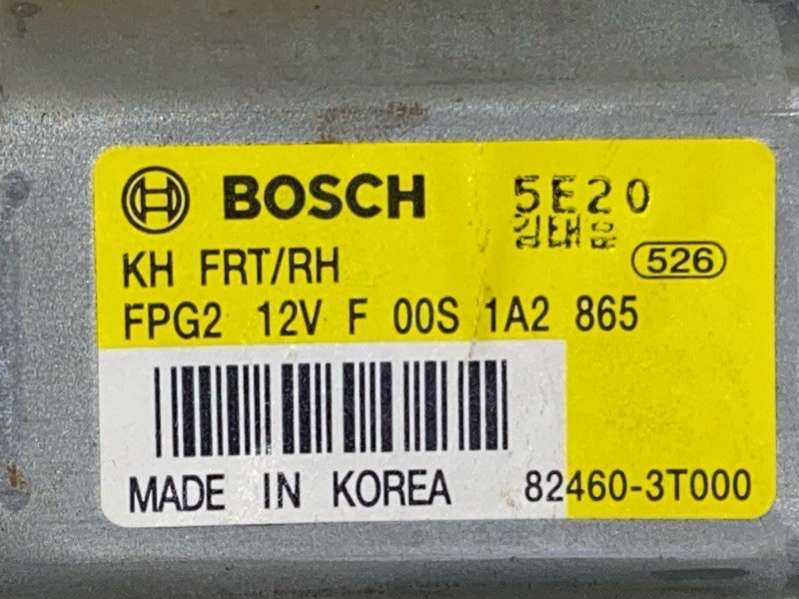 BOSCH
5E20
KH FRT/RH
526
FPG2 12V F 00S 1A2 865
MADE IN KOREA
82460-3T000